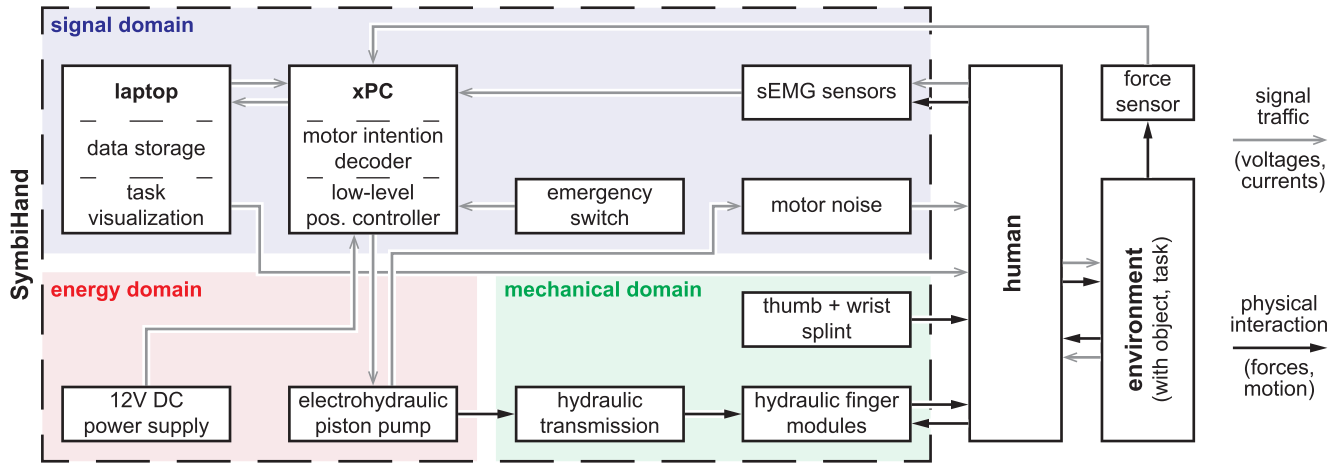 SymbiHand
signal domain
laptop
data storage
task
visualization
xPC
motor intention
decoder
low-level
pos. controller
sEMG sensors
emergency
switch
motor noise
energy domain
12V DC
power supply
electrohydraulic
piston pump
mechanical domain
thumb + wrist
splint
hydraulic
transmission
hydraulic finger
modules
human
force
sensor
environment
(with object, task)
signal
traffic
(voltages,
currents)
physical
interaction
(forces,
motion)